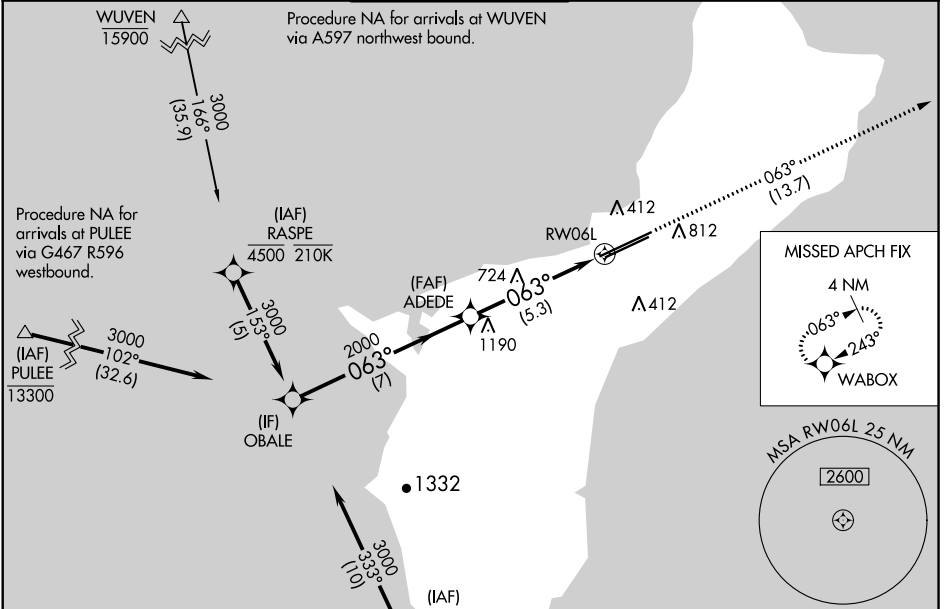 WUVEN
15900
Procedure NA for arrivals at WUVEN
via A597 northwest bound.
3000
166°
(35.9)
063°
(13.7)
Procedure NA for
arrivals at PULEE
via G467 R596
westbound.
(IAF)
RASPE
4500 210K
412
RW06L
812
MISSED APCH FIX
4 NM
063°
243°
WABOX
724
(FAF)
ADEDE
063°
(5.3)
412
3000
153°
(5)
1190
3000
102°
(32.6)
(IAF)
PULEE
13300
2000
063°
(7)
(IF)
OBALE
MSA RW06L 25 NM
2600
1332
3000
333°
(10)
(IAF)